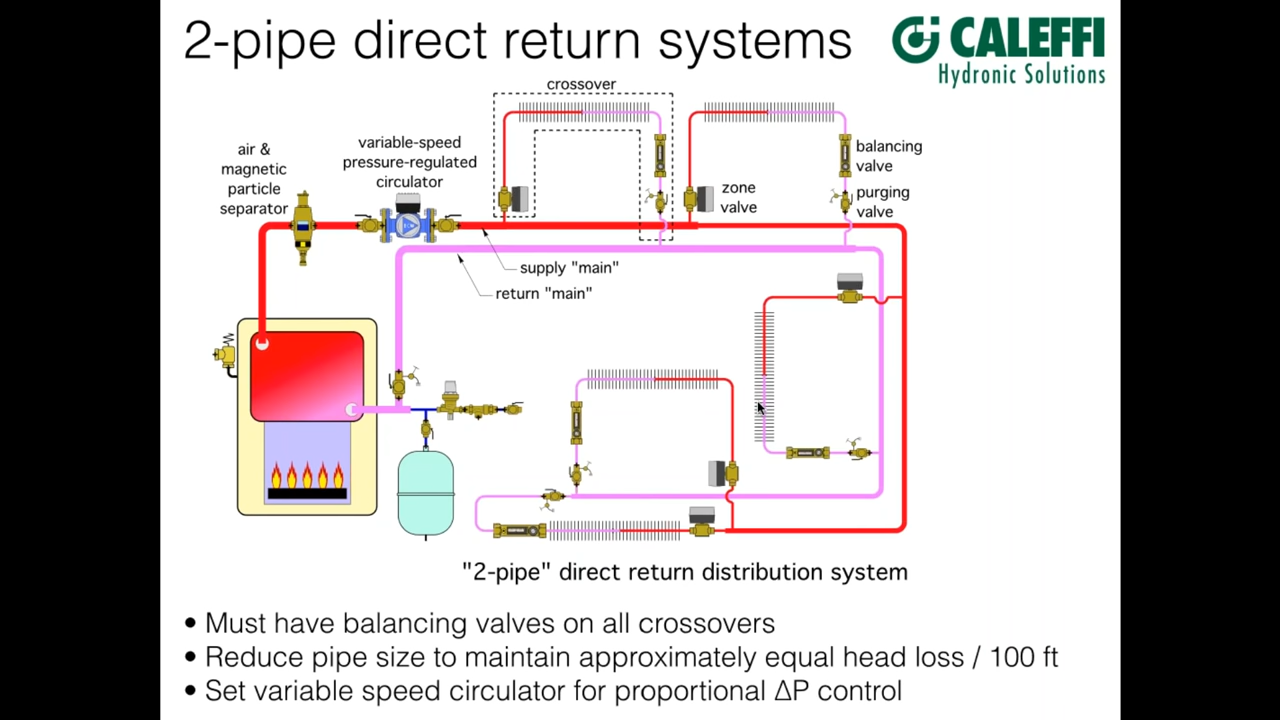 2-pipe direct return systems
CALEFFI
Hydronic Solutions
crossover
variable-speed
pressure-regulated
circulator
air &
magnetic
particle
separator
balancing
valve
zone
valve
purging
valve
supply "main"
return "main"
"2-pipe" direct return distribution system
• Must have balancing valves on all crossovers
• Reduce pipe size to maintain approximately equal head loss / 100 ft
• Set variable speed circulator for proportional ΔP control